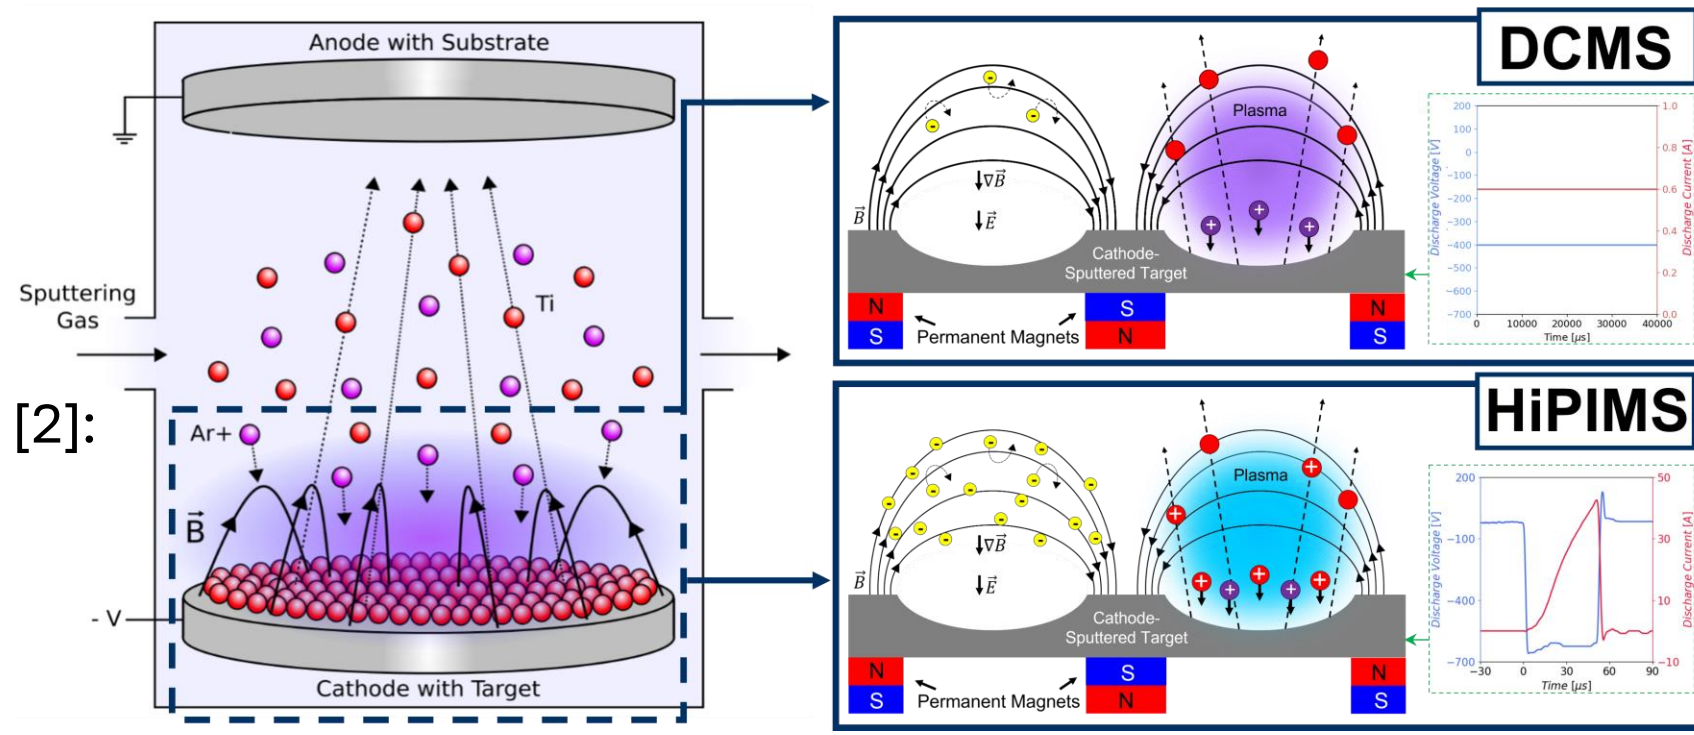 [2]:
Anode with Substrate
Sputtering
Gas
Ti
Ar+
B
- V
Cathode with Target
DCMS
Plasma
∇B
E
B
Cathode-
Sputtered Target
N
S
S
N
N
S
Permanent Magnets
+
+
+
-
-
-
Discharge Voltage [V]
200
100
0
−100
−200
−300
−400
−500
−600
−700
1.0
0.8
0.6
0.4
0.2
0.0
Discharge Current [A]
0
10000
20000
30000
40000
Time [μs]
HiPIMS
Plasma
∇B
E
B
Cathode-
Sputtered Target
N
S
S
N
N
S
Permanent Magnets
Discharge Voltage [V]
200
−100
−400
−700
50
40
30
20
10
0
−10
Discharge Current [A]
−30
0
30
60
90
Time [μs]